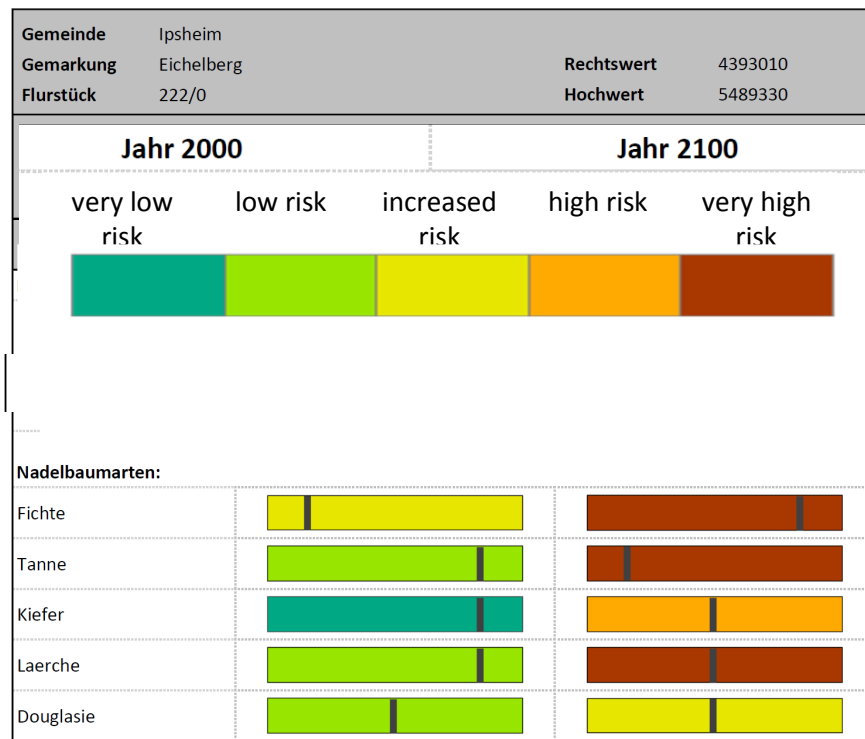 Gemeinde Ipsheim
Gemarkung Eichelberg Rechtswert 4393010
Flurstück 222/0 Hochwert 5489330
Jahr 2000 Jahr 2100
very low risk low risk increased risk high risk very high risk
Nadelbaumarten:
Fichte
Tanne
Kiefer
Laerche
Douglasie